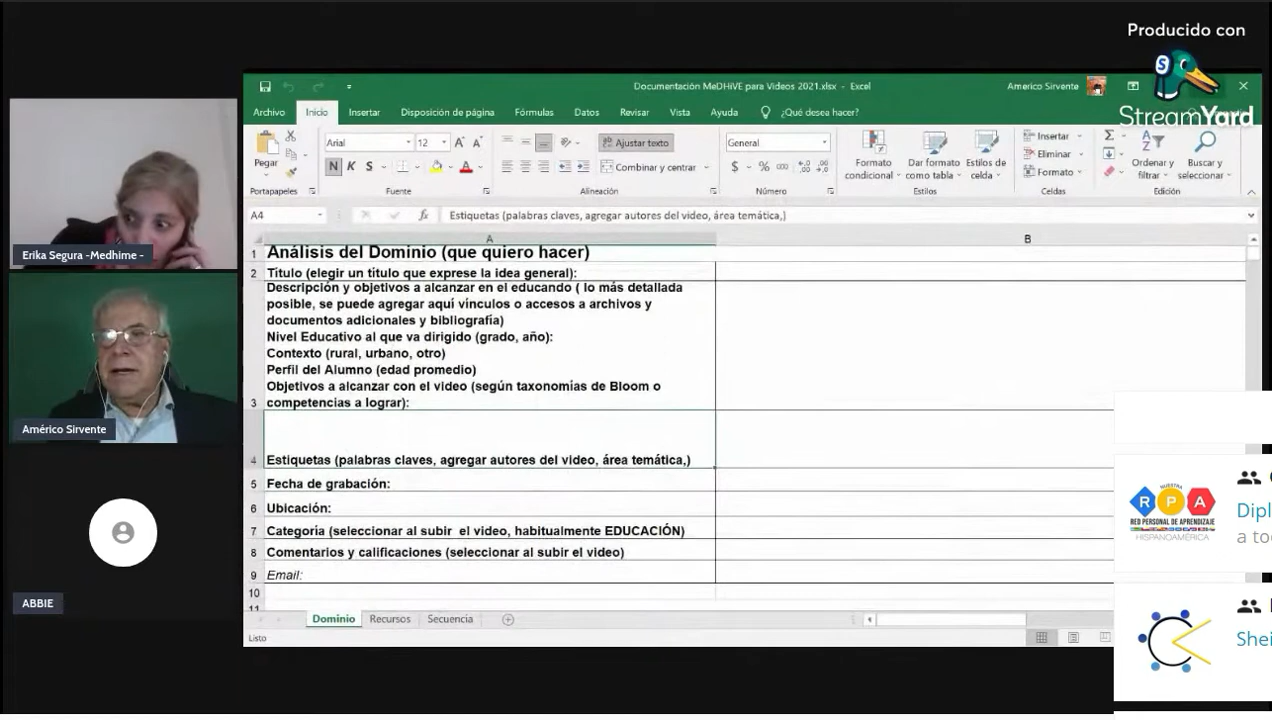 Producido con
StreamYard
Documentación MeDHiVE para Videos 2021.xlsx - Excel
Americo Sirvente
Archivo Inicio Insertar Disposición de página Fórmulas Datos Revisar Vista Ayuda ¿Qué desea hacer?
Pegar
Portapapeles
Arial 12
N K S
Fuente
Ajustar texto
Combinar y centrar
Alineación
General
$ % 000
Número
Formato condicional
Dar formato como tabla
Estilos de celda
Estilos
Insertar
Eliminar
Formato
Celdas
Ordenar y filtrar
Buscar y seleccionar
Edición
A4 fx Estiquetas (palabras claves, agregar autores del video, área temática,)
A B
1 Análisis del Dominio (que quiero hacer)
2 Título (elegir un título que exprese la idea general):
Descripción y objetivos a alcanzar en el educando ( lo más detallada
posible, se puede agregar aquí vínculos o accesos a archivos y
documentos adicionales y bibliografía)
Nivel Educativo al que va dirigido (grado, año):
Contexto (rural, urbano, otro)
Perfil del Alumno (edad promedio)
Objetivos a alcanzar con el video (según taxonomías de Bloom o
3 competencias a lograr):
4 Estiquetas (palabras claves, agregar autores del video, área temática,)
5 Fecha de grabación:
6 Ubicación:
7 Categoría (seleccionar al subir el video, habitualmente EDUCACIÓN)
8 Comentarios y calificaciones (seleccionar al subir el video)
9 Email:
10
11
Dominio Recursos Secuencia
Listo
Erika Segura -Medhime -
Américo Sirvente
ABBIE
NUESTRA
RPA
RED PERSONAL DE APRENDIZAJE
HISPANOAMÉRICA
Dipl
a to
Shei